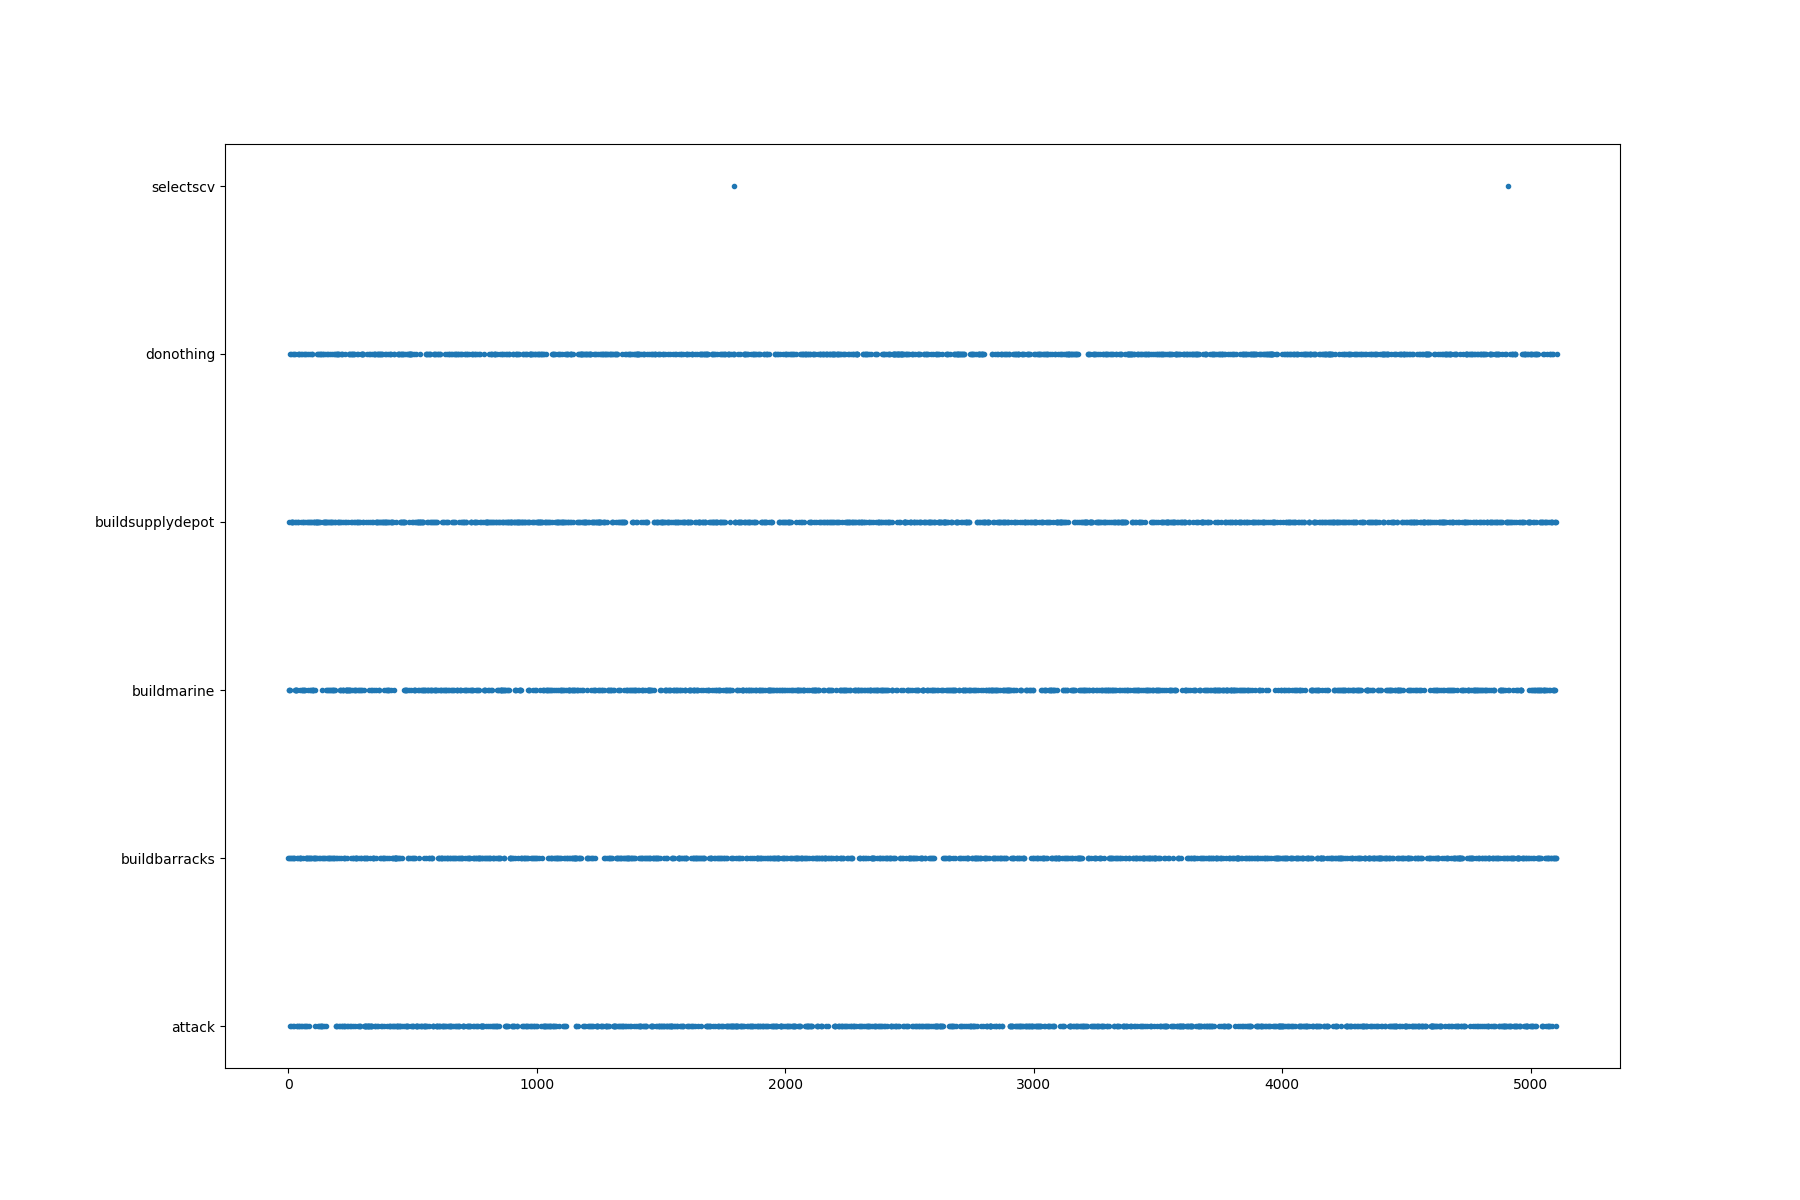 selectscv
donothing
buildsupplydepot
buildmarine
buildbarracks
attack
0 1000 2000 3000 4000 5000